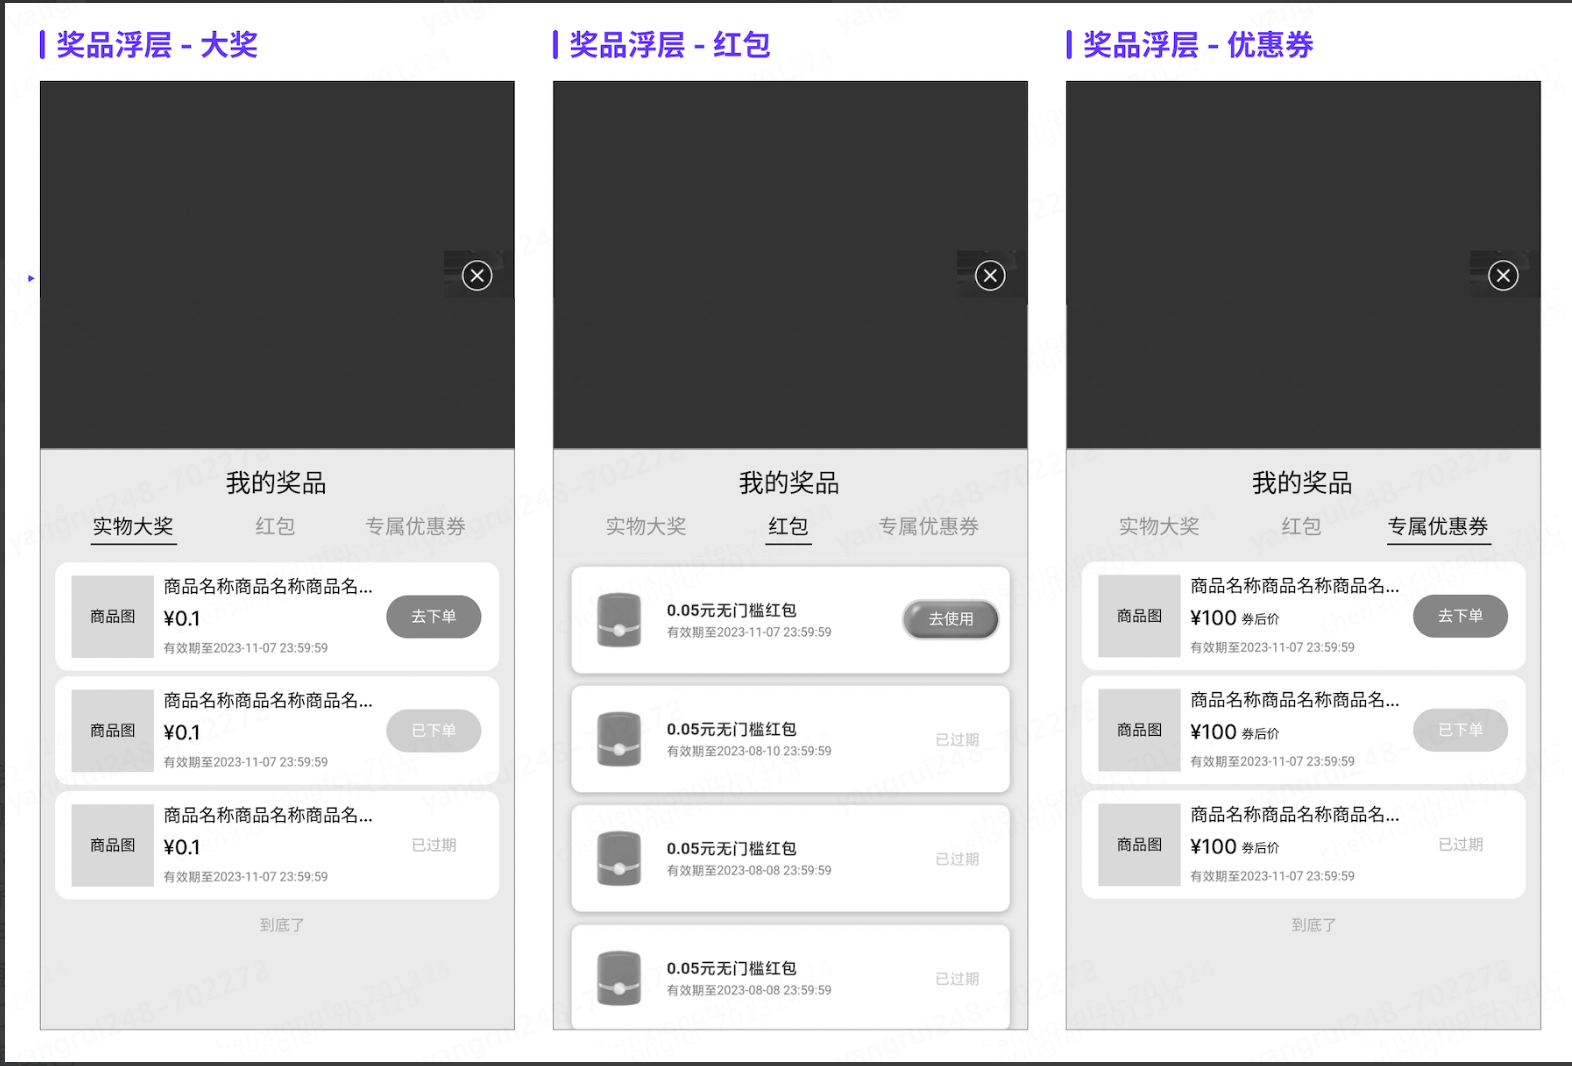 奖品浮层 - 大奖
我的奖品
实物大奖 红包 专属优惠券
商品图
商品名称商品名称商品名...
¥0.1
有效期至2023-11-07 23:59:59
去下单
商品图
商品名称商品名称商品名...
¥0.1
有效期至2023-11-07 23:59:59
已下单
商品图
商品名称商品名称商品名...
¥0.1
有效期至2023-11-07 23:59:59
已过期
到底了
奖品浮层 - 红包
我的奖品
实物大奖 红包 专属优惠券
0.05元无门槛红包
有效期至2023-11-07 23:59:59
去使用
0.05元无门槛红包
有效期至2023-08-10 23:59:59
已过期
0.05元无门槛红包
有效期至2023-08-08 23:59:59
已过期
0.05元无门槛红包
有效期至2023-08-08 23:59:59
已过期
奖品浮层 - 优惠券
我的奖品
实物大奖 红包 专属优惠券
商品图
商品名称商品名称商品名...
¥100 券后价
有效期至2023-11-07 23:59:59
去下单
商品图
商品名称商品名称商品名...
¥100 券后价
有效期至2023-11-07 23:59:59
已下单
商品图
商品名称商品名称商品名...
¥100 券后价
有效期至2023-11-07 23:59:59
已过期
到底了